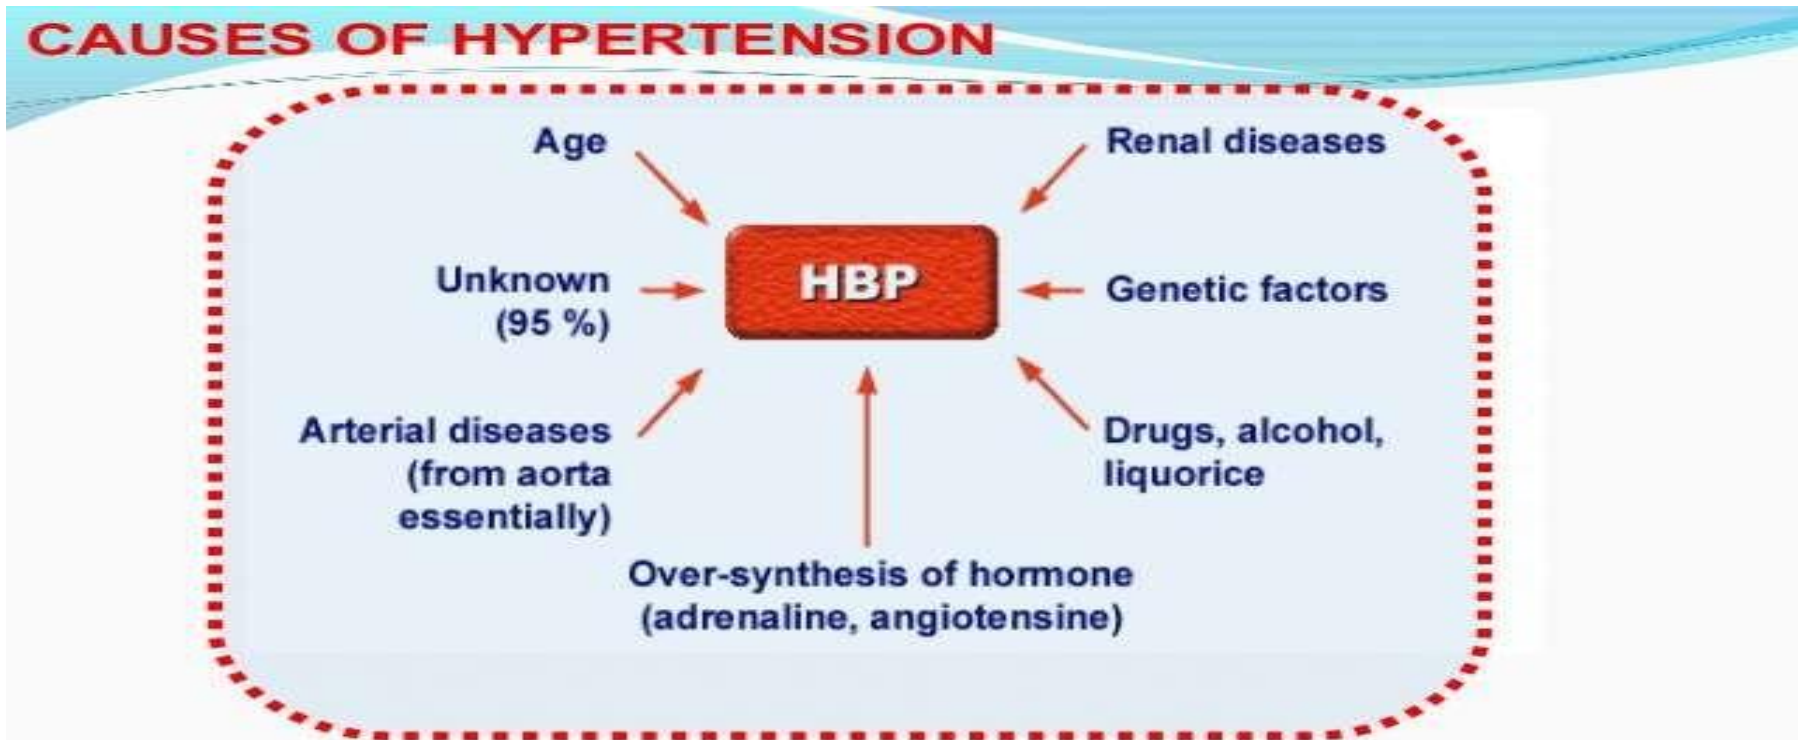 CAUSES OF HYPERTENSION
Age
Renal diseases
HBP
Unknown
(95 %)
Genetic factors
Arterial diseases
(from aorta
essentially)
Drugs, alcohol,
liquorice
Over-synthesis of hormone
(adrenaline, angiotensine)